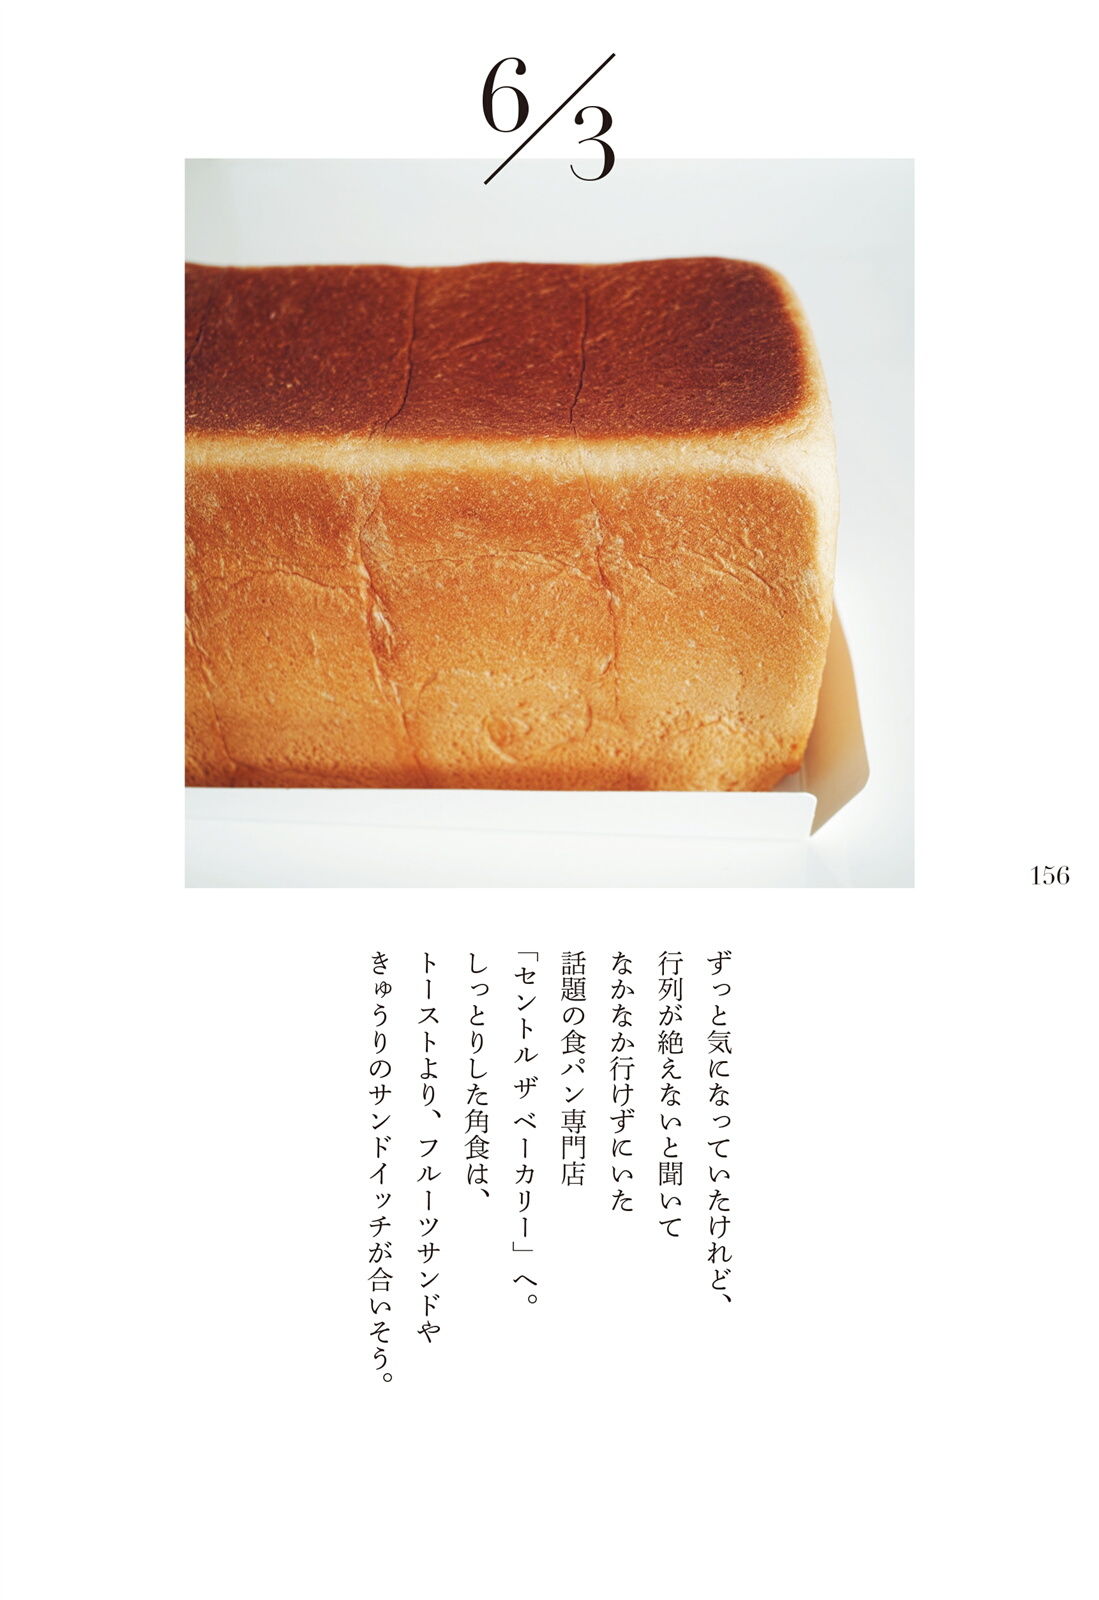 6/3
156
ずっと気になっていたけれど、
行列が絶えないと聞いて
なかなか行けずにいた
話題の食パン専門店
「セントル ザ ベーカリー」へ。
しっとりした角食は、
トーストより、フルーツサンドや
きゅうりのサンドイッチが合いそう。